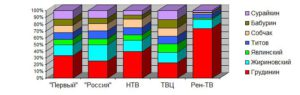 100%
90%
80%
70%
60%
50%
40%
30%
20%
10%
0%
"Первый" "Россия" НТВ ТВЦ Рен-ТВ
Сурайкин
Бабурин
Собчак
Титов
Явлинский
Жириновский
Грудинин